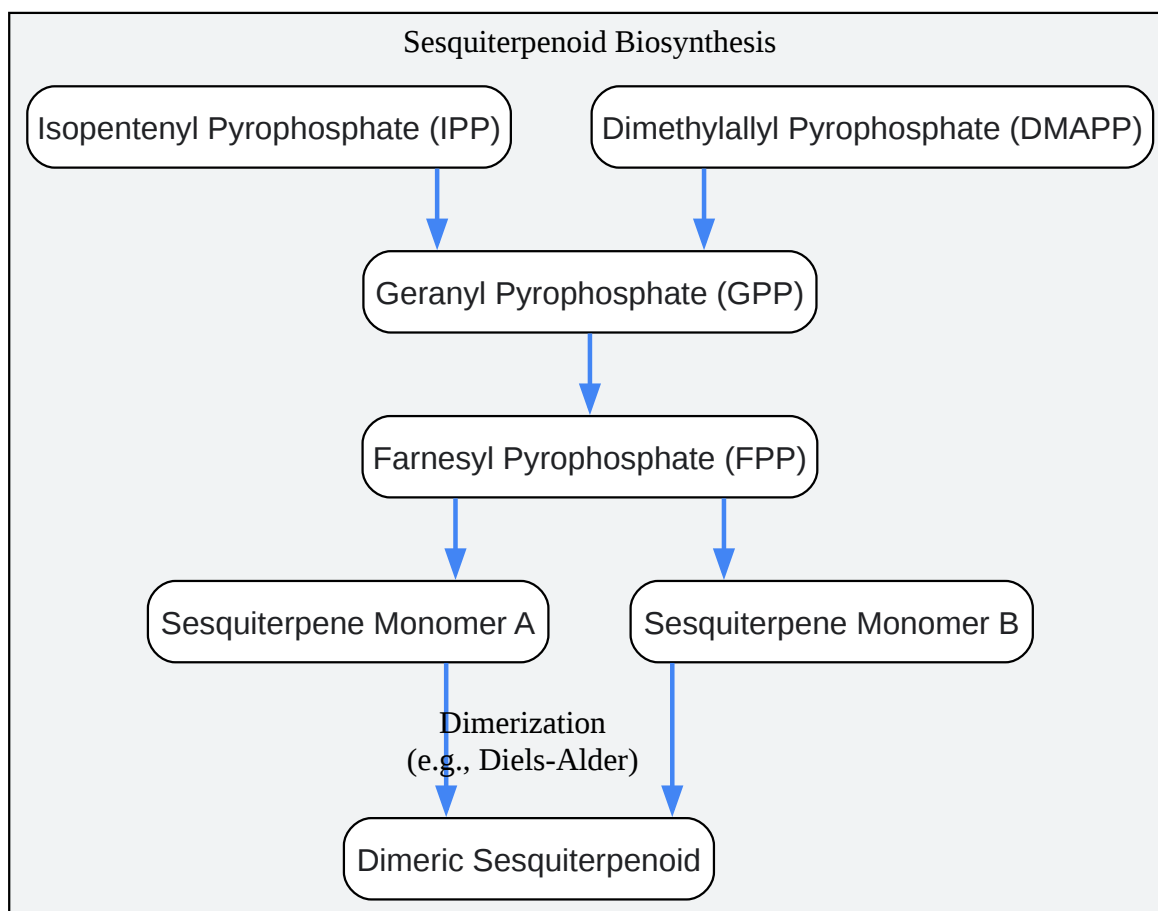 Sesquiterpenoid Biosynthesis
Isopentenyl Pyrophosphate (IPP)
Dimethylallyl Pyrophosphate (DMAPP)
Geranyl Pyrophosphate (GPP)
Farnesyl Pyrophosphate (FPP)
Sesquiterpene Monomer A
Sesquiterpene Monomer B
Dimerization
(e.g., Diels-Alder)
Dimeric Sesquiterpenoid